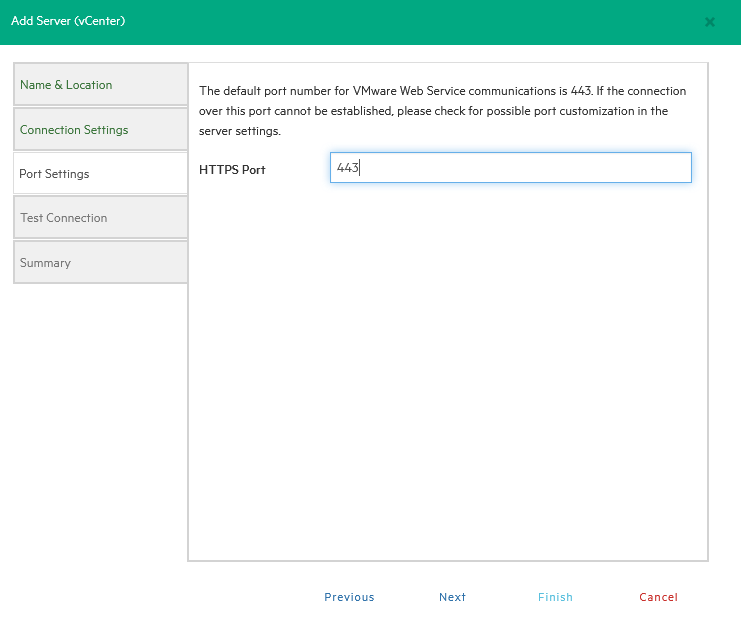 Add Server (vCenter)
Name & Location
Connection Settings
Port Settings
Test Connection
Summary
The default port number for VMware Web Service communications is 443. If the connection
over this port cannot be established, please check for possible port customization in the
server settings.
HTTPS Port 443
Previous Next Finish Cancel